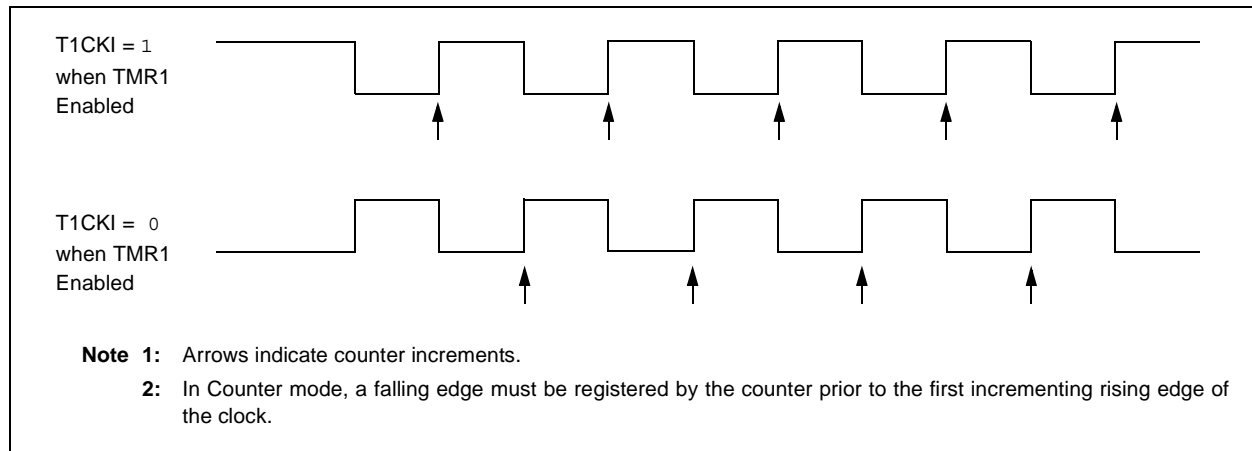 T1CKI = 1
when TMR1
Enabled
T1CKI = 0
when TMR1
Enabled
Note 1: Arrows indicate counter increments.
2: In Counter mode, a falling edge must be registered by the counter prior to the first incrementing rising edge of
the clock.